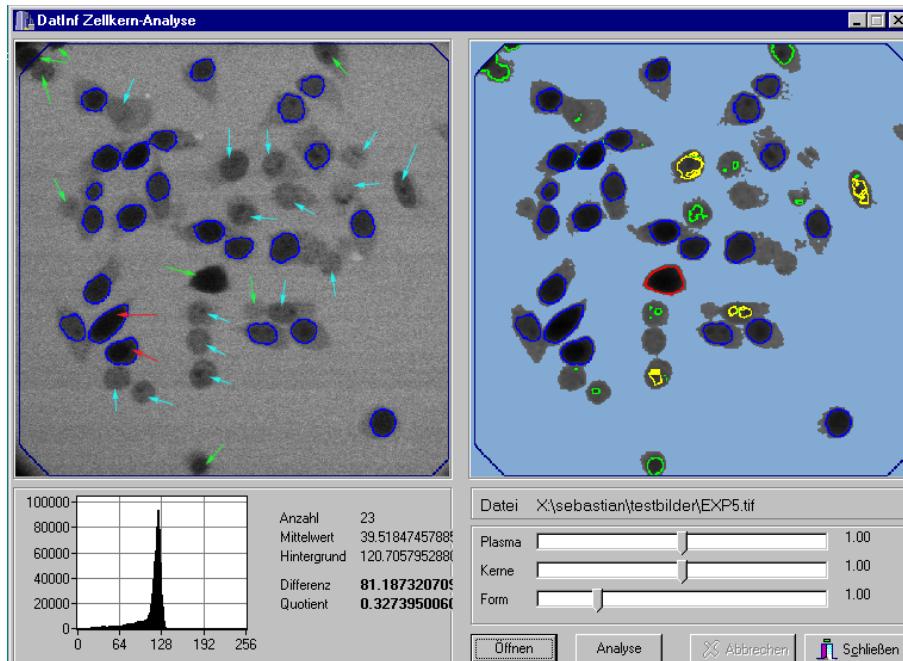 DatInf Zellkern-Analyse
100000
80000
60000
40000
20000
0
0 64 128 192 256
Anzahl 23
Mittelwert 39.51847457885
Hintergrund 120.7057952880
Differenz 81.187320709
Quotient 0.3273950060
Datei X:\sebastian\testbilder\EXP5.tif
Plasma 1.00
Kerne 1.00
Form 1.00
Öffnen Analyse Abbrechen Schließen